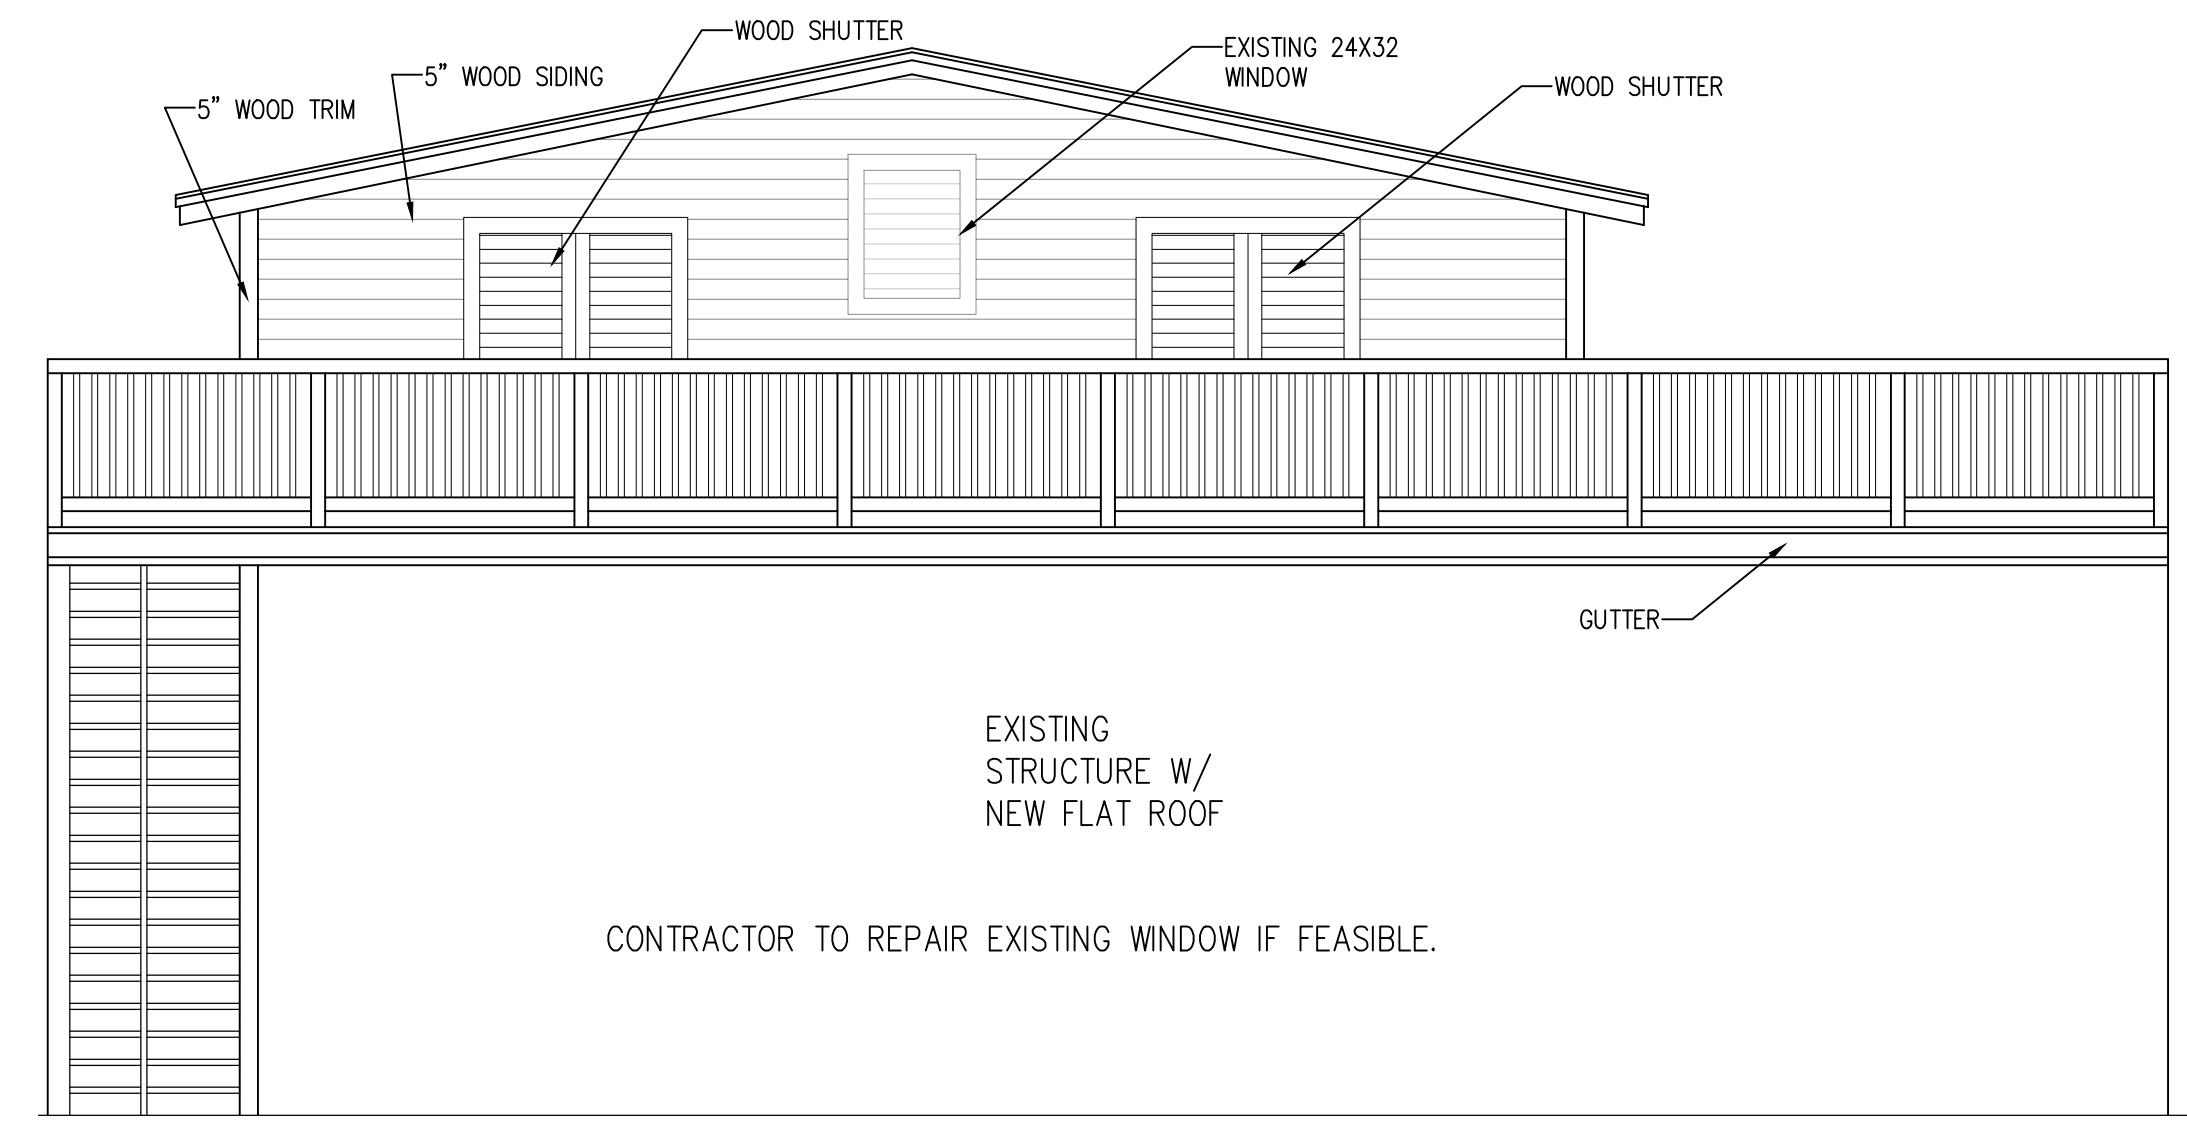 WOOD SHUTTER
EXISTING 24X32
WINDOW
5” WOOD SIDING
WOOD SHUTTER
5” WOOD TRIM
GUTTER
EXISTING
STRUCTURE W/
NEW FLAT ROOF
CONTRACTOR TO REPAIR EXISTING WINDOW IF FEASIBLE.